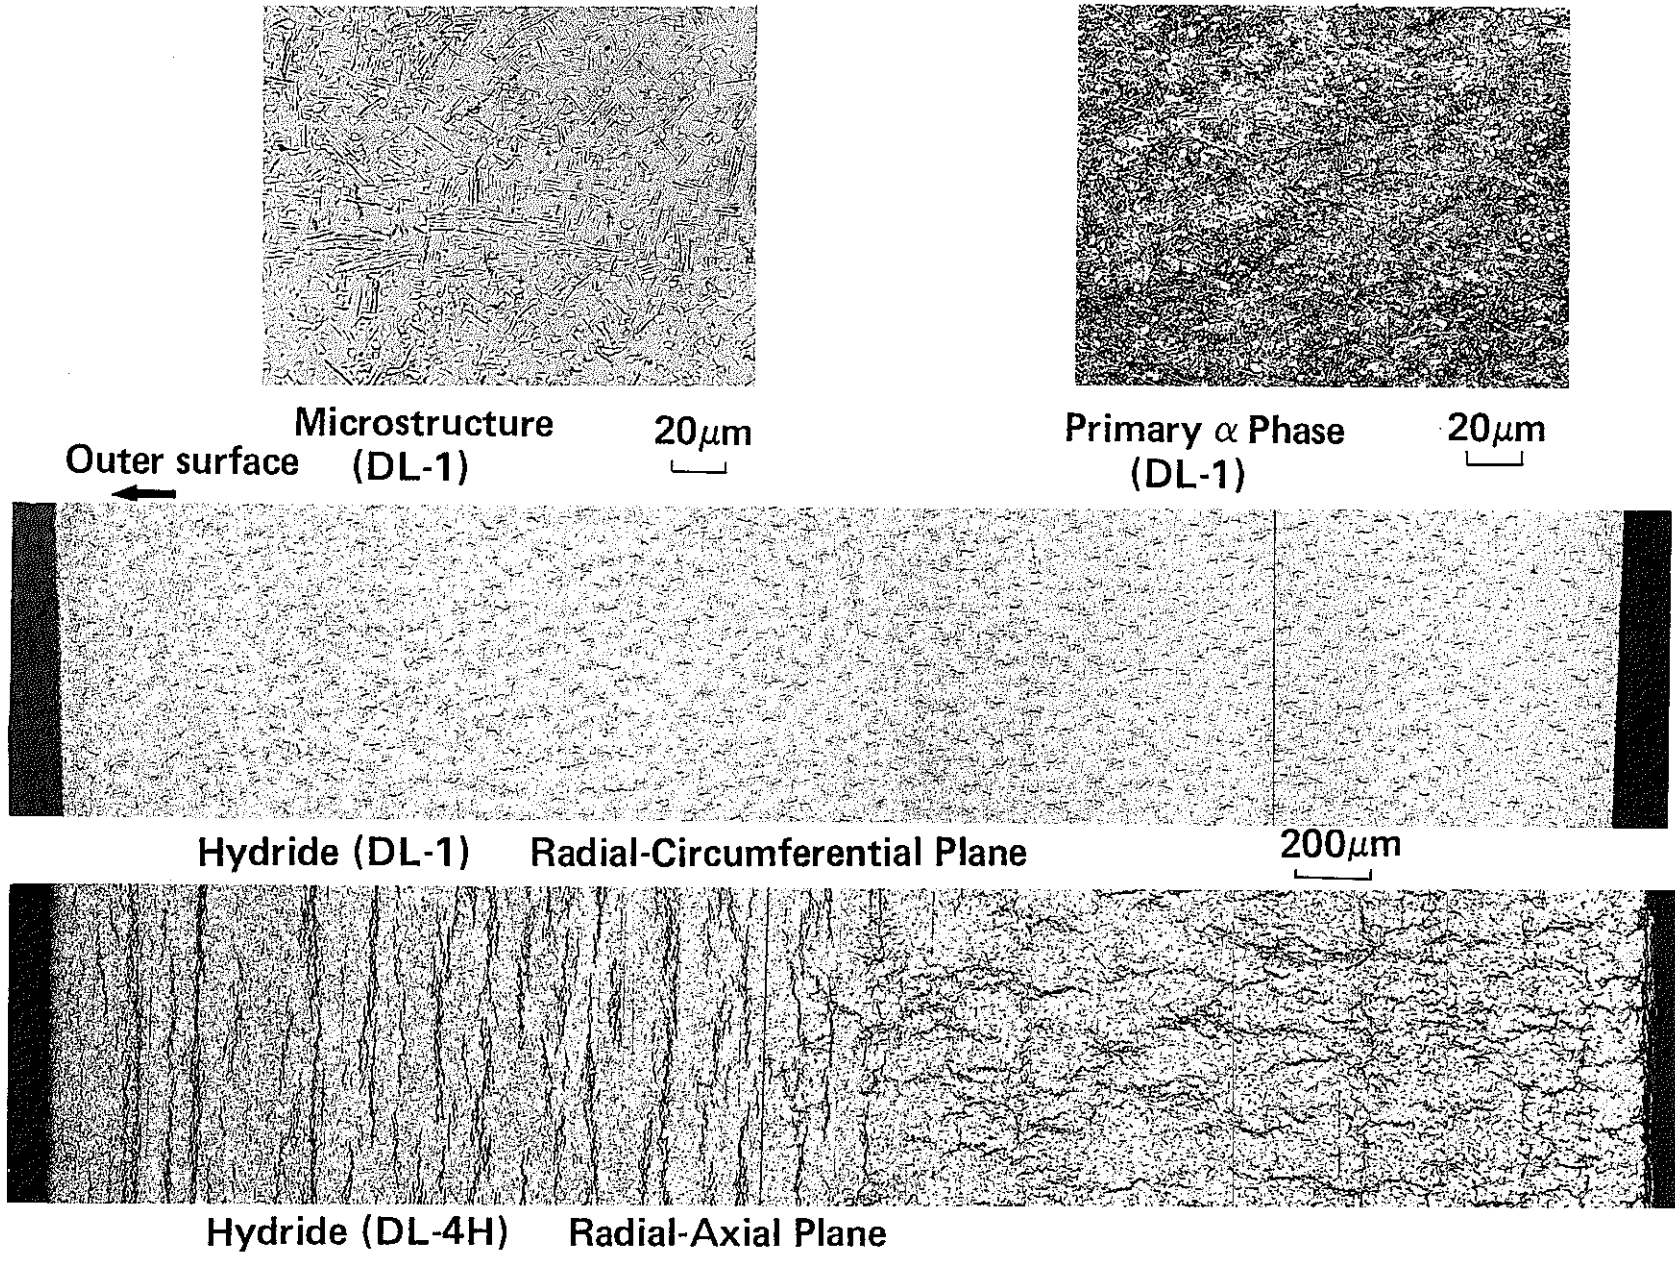 Microstructure
(DL-1)
20μm
Primary α Phase
(DL-1)
20μm
Outer surface
Hydride (DL-1) Radial-Circumferential Plane
200μm
Hydride (DL-4H) Radial-Axial Plane